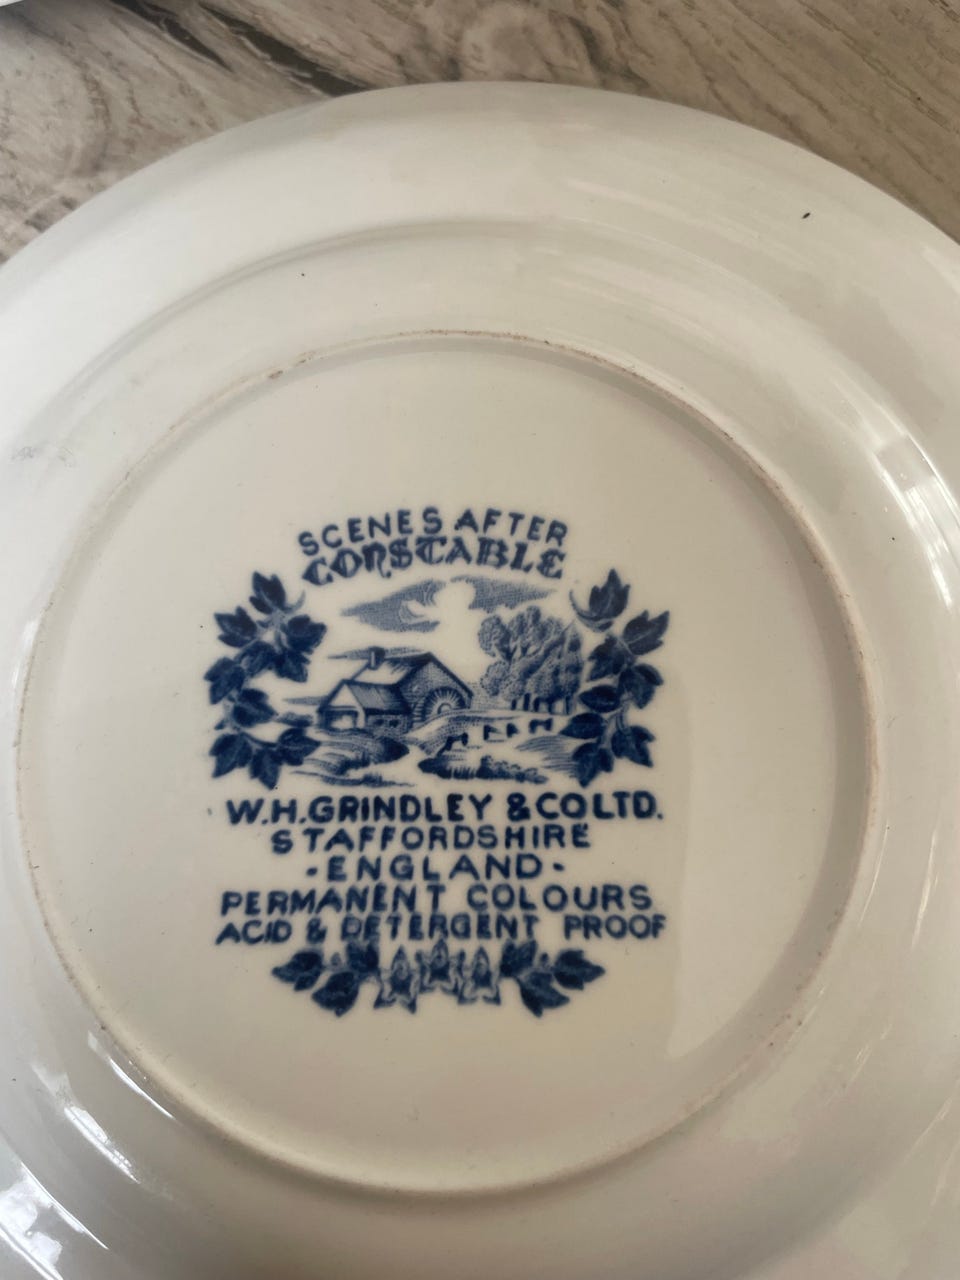 SCENES AFTER
CONSTABLE
W.H.GRINDLEY & CO LTD.
STAFFORDSHIRE
-ENGLAND-
PERMANENT COLOURS
ACID & DETERGENT PROOF